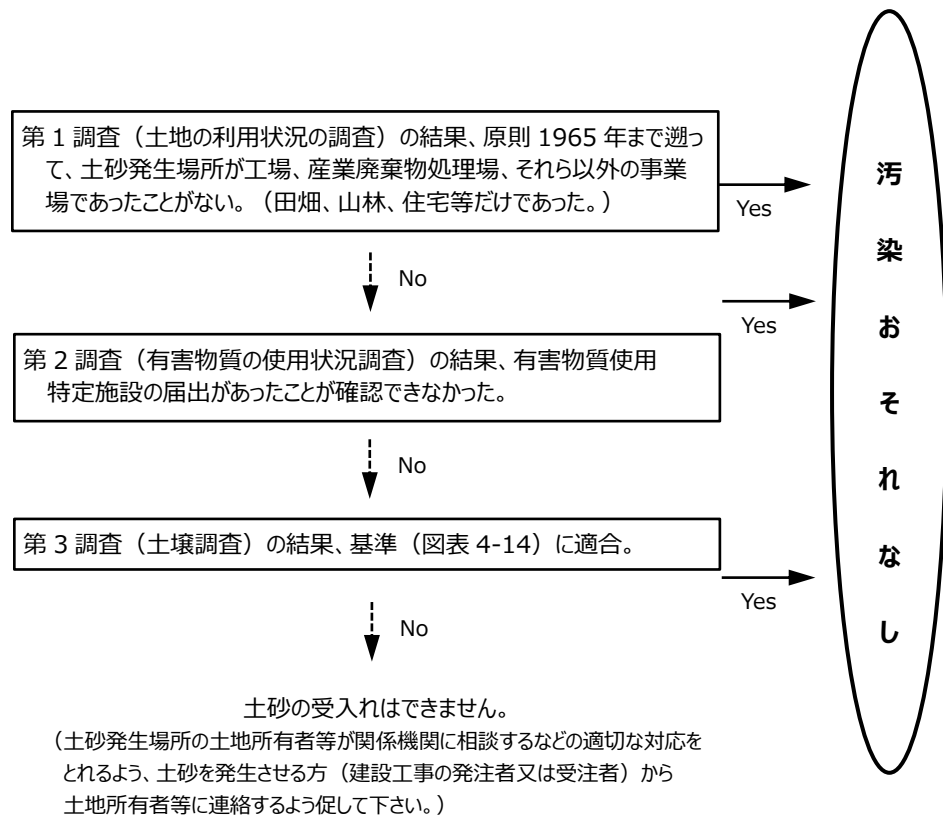 第 1 調査（土地の利用状況の調査）の結果、原則 1965 年まで遡っ
て、土砂発生場所が工場、産業廃棄物処理場、それら以外の事業
場であったことがない。（田畑、山林、住宅等だけであった。）
Yes
No
Yes
第 2 調査（有害物質の使用状況調査）の結果、有害物質使用
特定施設の届出があったことが確認できなかった。
No
第 3 調査（土壌調査）の結果、基準（図表 4-14）に適合。
Yes
No
土砂の受入れはできません。
（土砂発生場所の土地所有者等が関係機関に相談するなどの適切な対応を
とれるよう、土砂を発生させる方（建設工事の発注者又は受注者）から
土地所有者等に連絡するよう促して下さい。）
汚染おそれなし